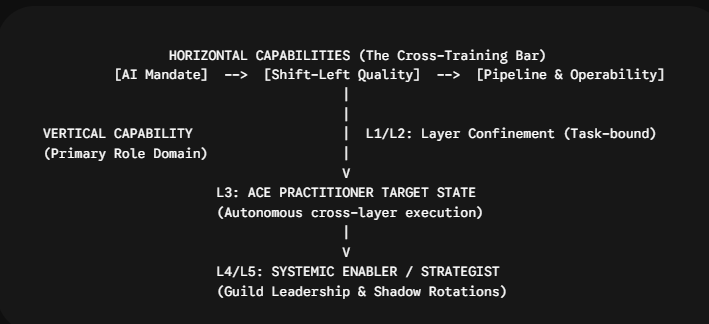 HORIZONTAL CAPABILITIES (The Cross-Training Bar)
[AI Mandate] --> [Shift-Left Quality] --> [Pipeline & Operability]
|
|
VERTICAL CAPABILITY | L1/L2: Layer Confinement (Task-bound)
(Primary Role Domain) |
V
L3: ACE PRACTITIONER TARGET STATE
(Autonomous cross-layer execution)
|
V
L4/L5: SYSTEMIC ENABLER / STRATEGIST
(Guild Leadership & Shadow Rotations)